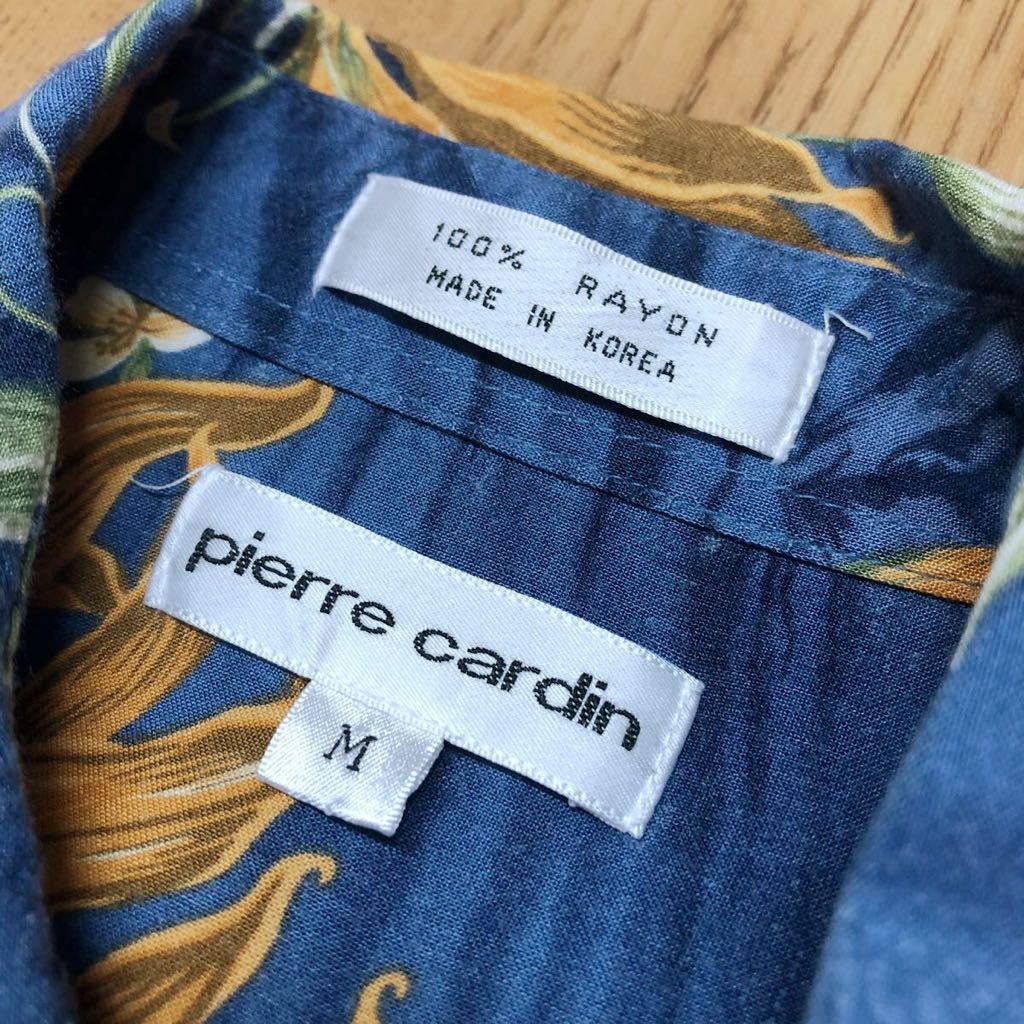 100% RAYON
MADE IN KOREA
pierre cardin
M